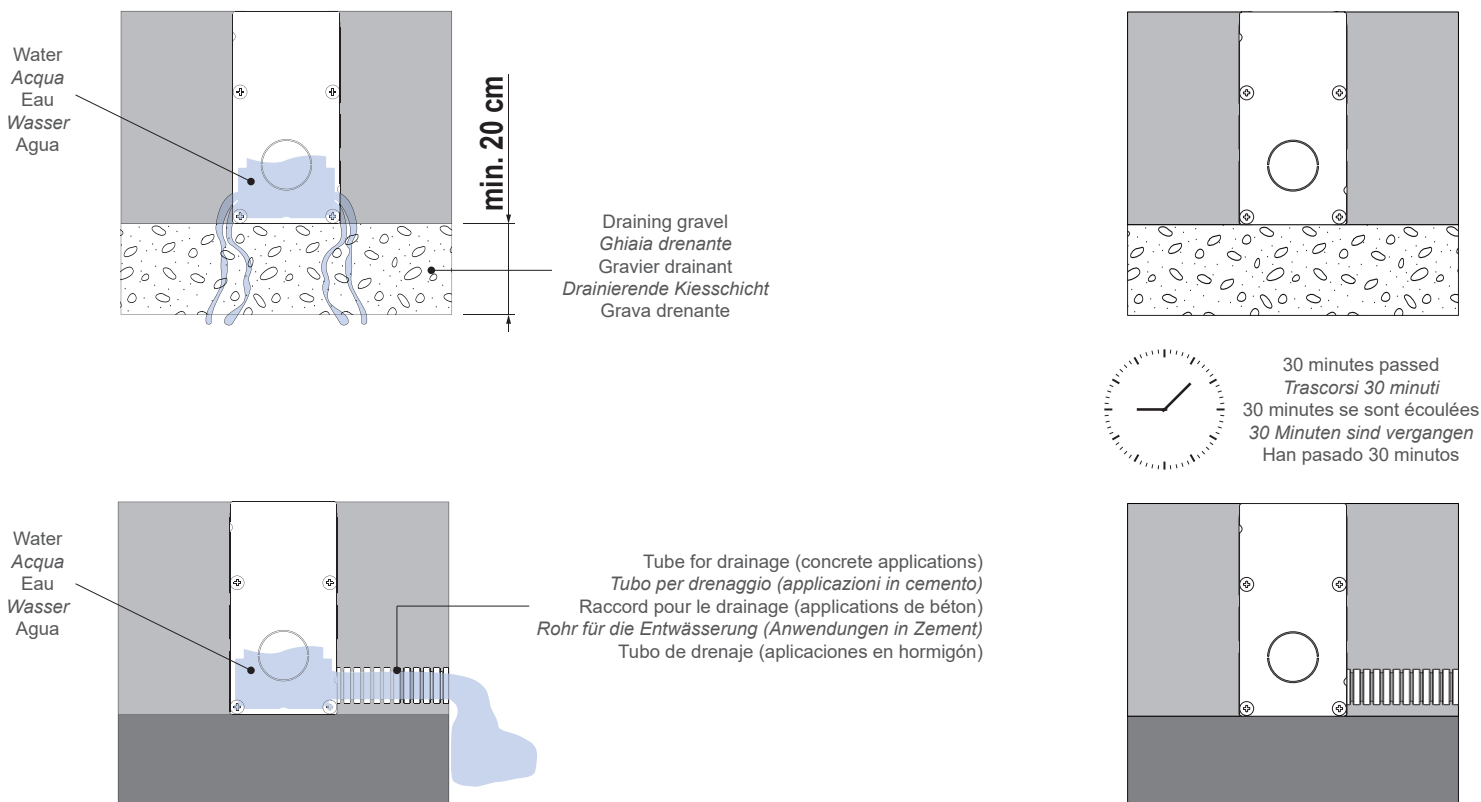 Water
Acqua
Eau
Wasser
Agua
min. 20 cm
Draining gravel
Ghiaia drenante
Gravier drainant
Drainierende Kiesschicht
Grava drenante
30 minutes passed
Trascorsi 30 minuti
30 minutes se sont écoulées
30 Minuten sind vergangen
Han pasado 30 minutos
Water
Acqua
Eau
Wasser
Agua
Tube for drainage (concrete applications)
Tubo per drenaggio (applicazioni in cemento)
Raccord pour le drainage (applications de béton)
Rohr für die Entwässerung (Anwendungen in Zement)
Tubo de drenaje (aplicaciones en hormigón)